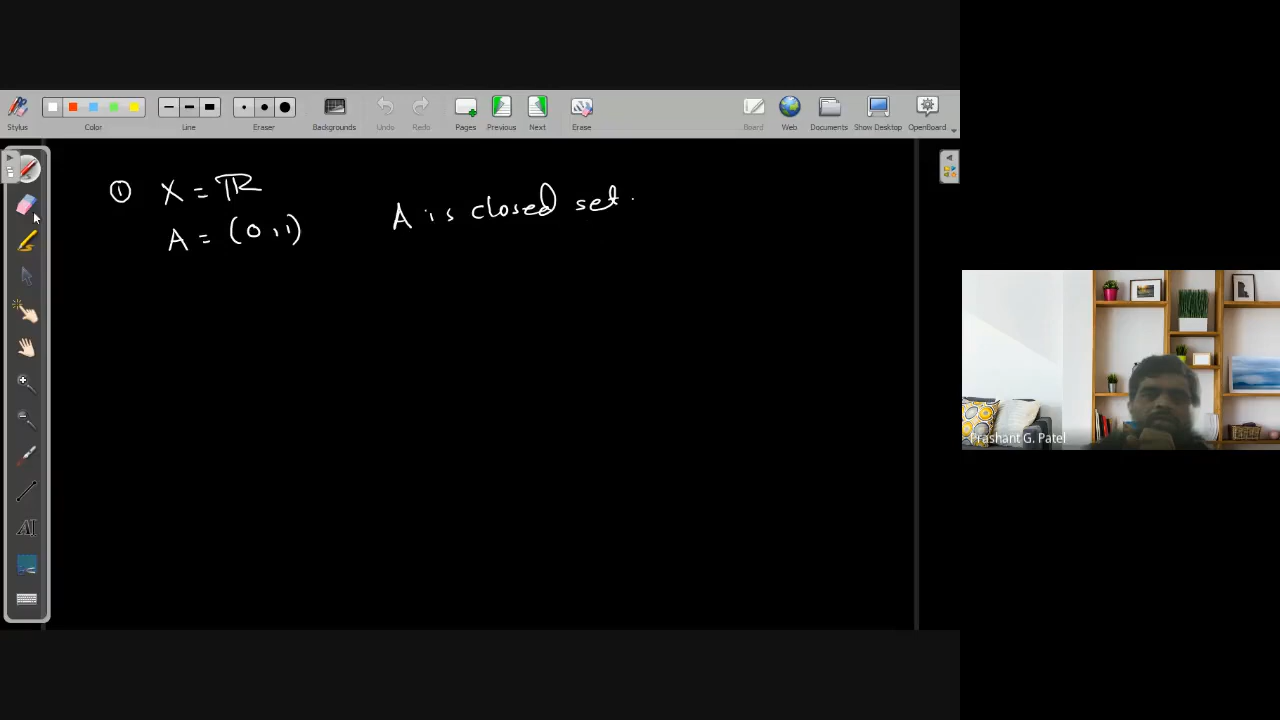 Stylus
Color
Line
Eraser
Backgrounds
Undo
Redo
Pages
Previous
Next
Erase
Board
Web
Documents
Show Desktop
OpenBoard
① X = ℝ
A = (0,1)
A is closed set.
Prashant G. Patel